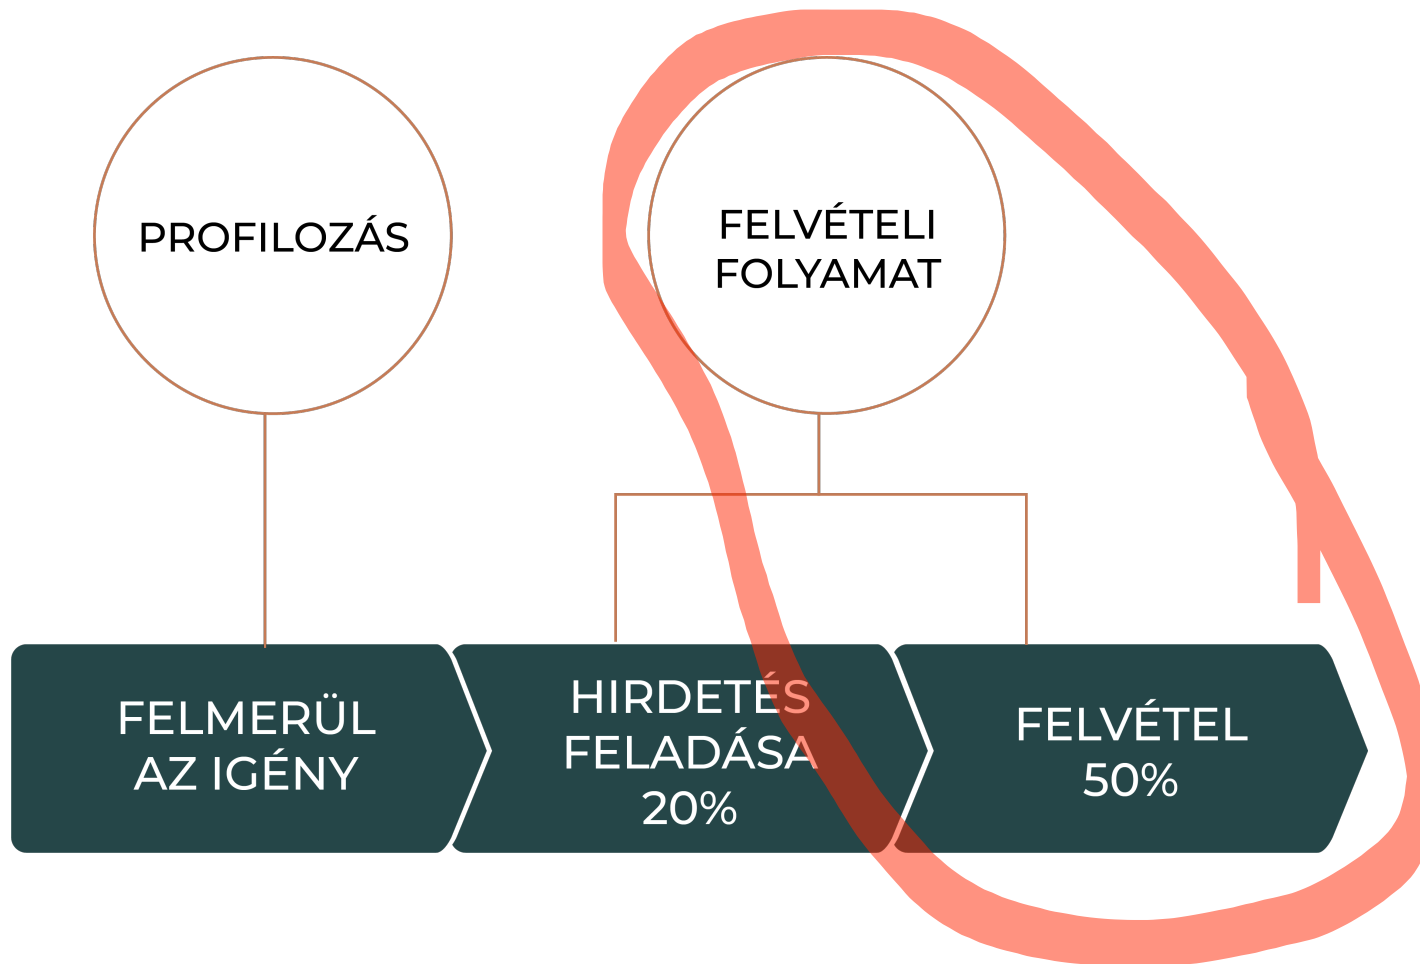 PROFILOZÁS
FELVÉTELI
FOLYAMAT
FELMERÜL
AZ IGÉNY
HIRDETÉS
FELADÁSA
20%
FELVÉTEL
50%